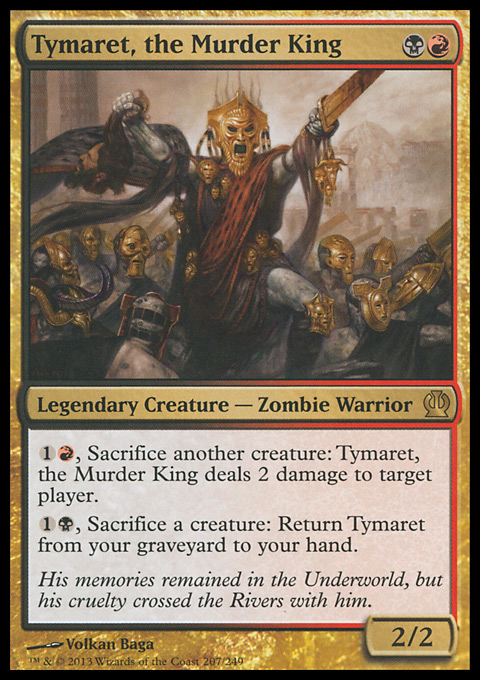 Tymaret, the Murder King
Legendary Creature — Zombie Warrior
1, Sacrifice another creature: Tymaret,
the Murder King deals 2 damage to target
player.
1, Sacrifice a creature: Return Tymaret
from your graveyard to your hand.
His memories remained in the Underworld, but
his cruelty crossed the Rivers with him.
Volkan Baga
2/2
™ & © 2013 Wizards of the Coast 207/249